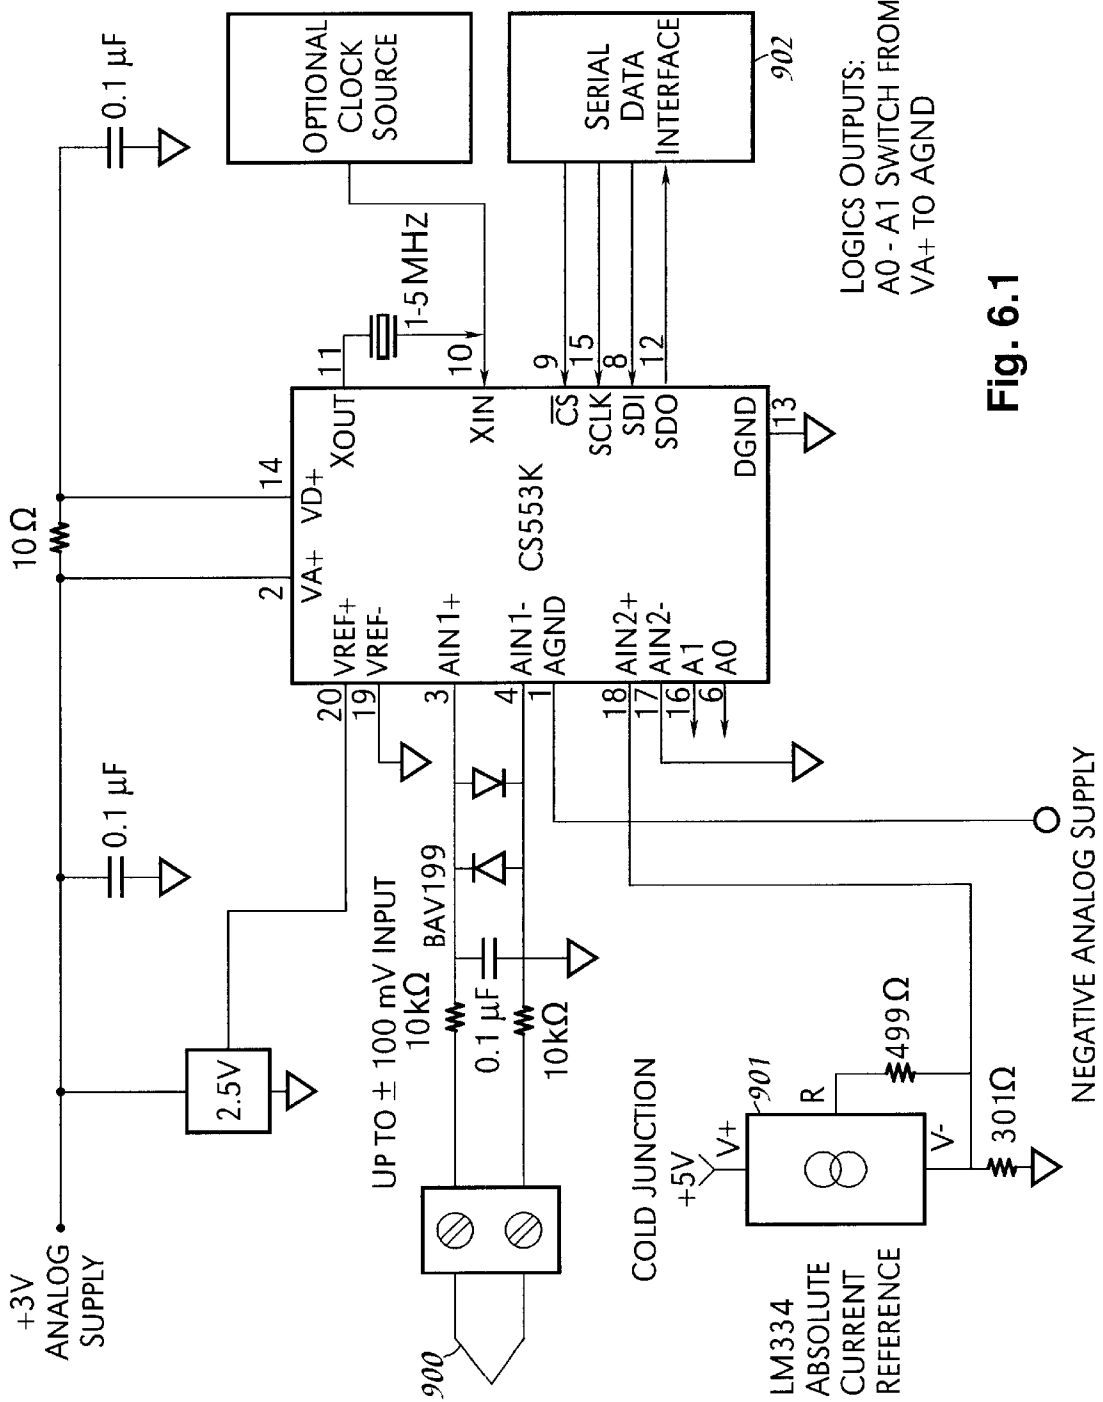 +3V
ANALOG
SUPPLY
10Ω
0.1 µF
0.1 µF
2.5V
OPTIONAL
CLOCK
SOURCE
2
14
VA+
VD+
20
VREF+
19
VREF-
XOUT
11
1-5 MHz
UP TO ± 100 mV INPUT
10kΩ
BAV199
3
AIN1+
XIN
10
0.1 µF
10kΩ
4
AIN1-
1
AGND
CS553K
CS
9
SCLK
15
SDI
8
SDO
12
SERIAL
DATA
INTERFACE
902
900
18
AIN2+
17
AIN2-
16
A1
6
A0
DGND
13
COLD JUNCTION
+5V
V+
901
R
499Ω
V-
301Ω
LM334
ABSOLUTE
CURRENT
REFERENCE
NEGATIVE ANALOG SUPPLY
LOGICS OUTPUTS:
A0 - A1 SWITCH FROM
VA+ TO AGND
Fig. 6.1